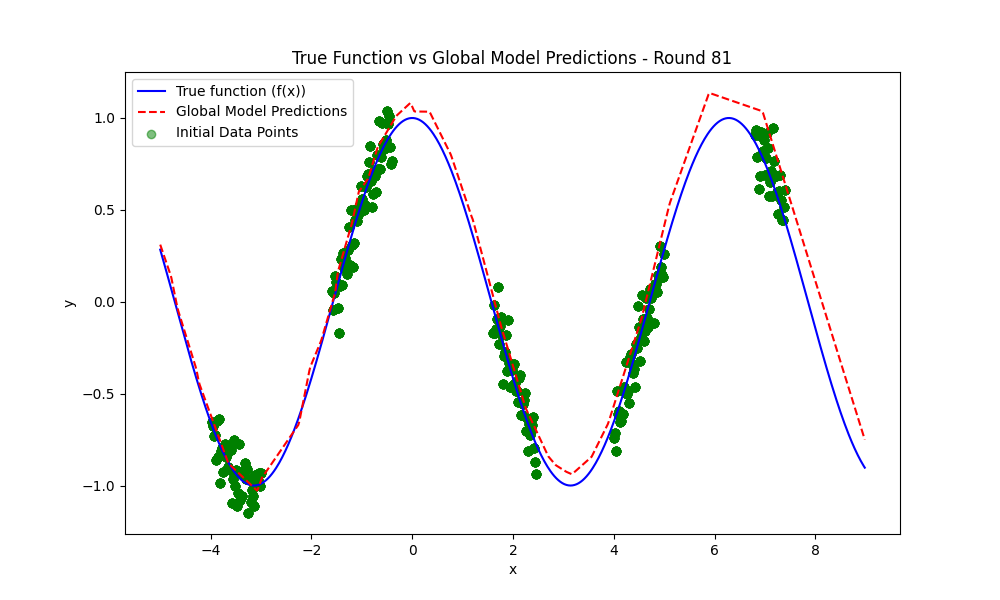 True Function vs Global Model Predictions - Round 81
True function (f(x))
Global Model Predictions
Initial Data Points
1.0
0.5
0.0
−0.5
−1.0
y
−4
−2
0
2
4
6
8
x